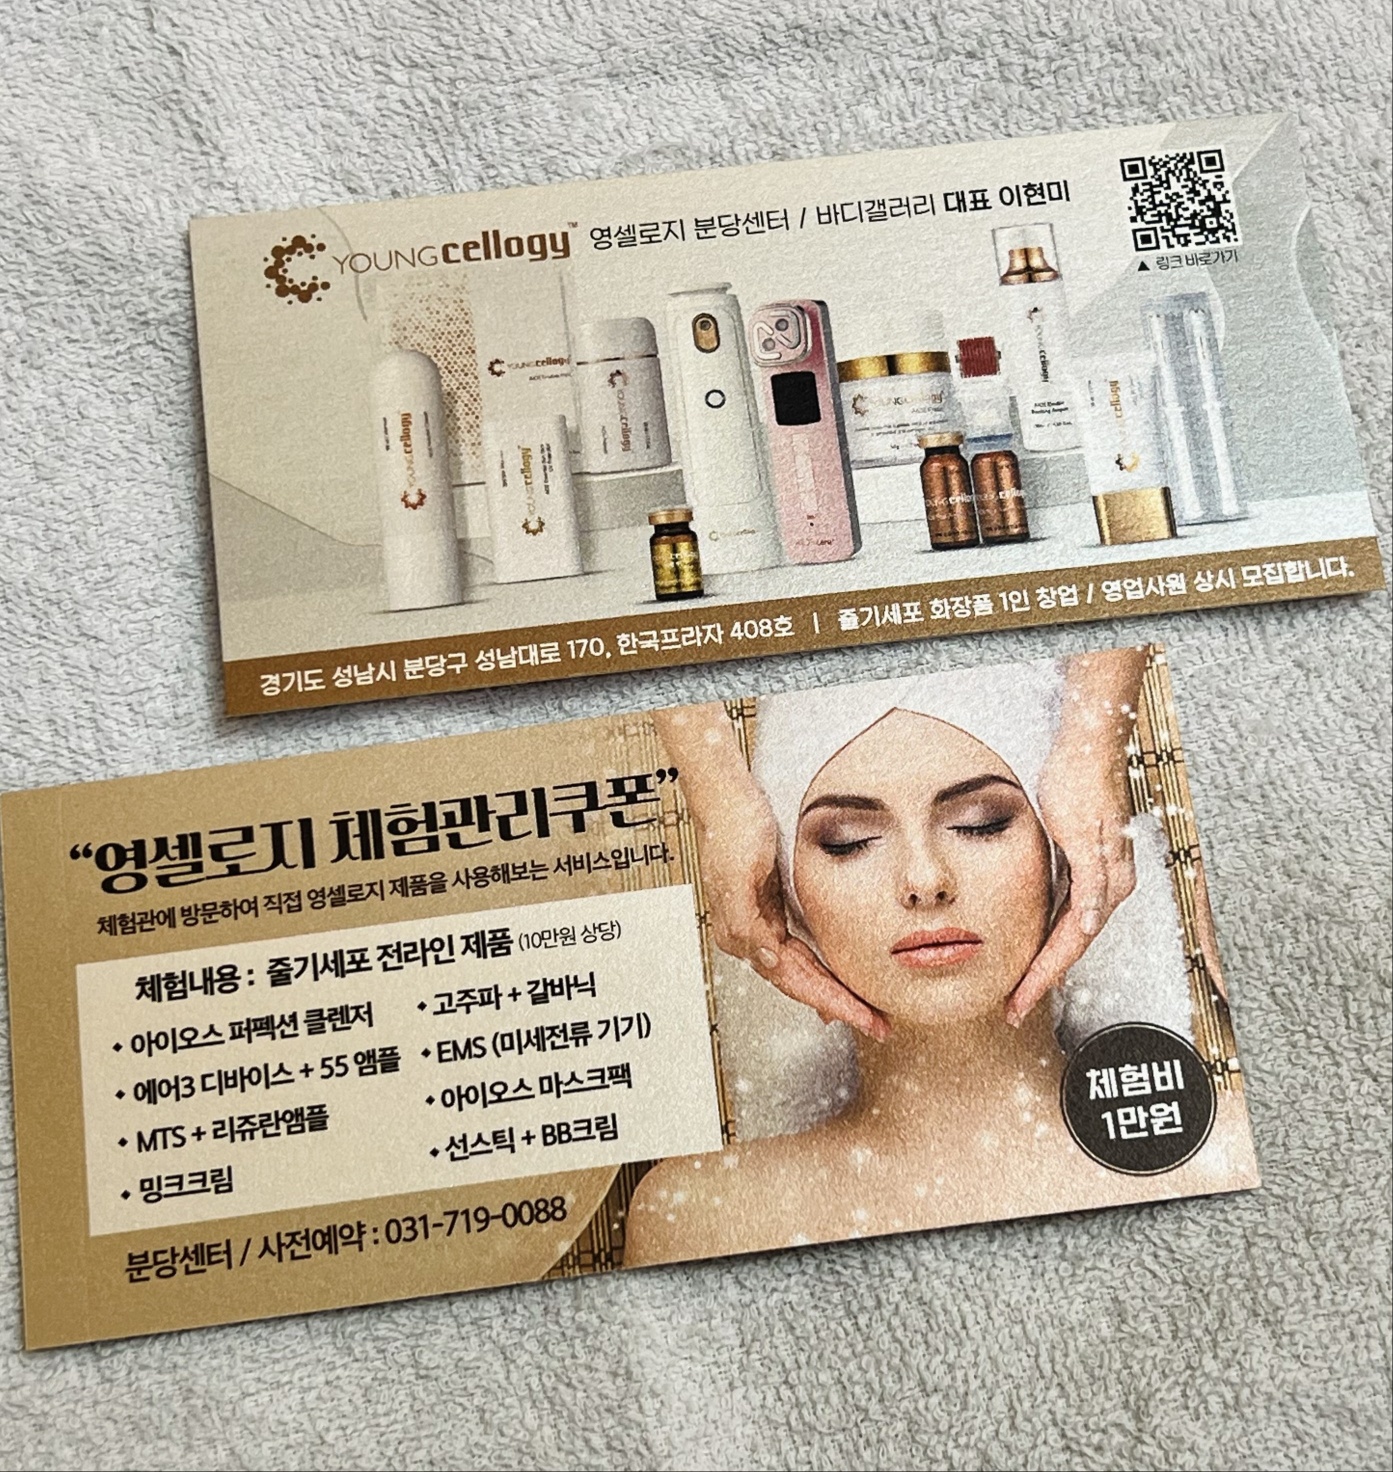 YOUNGcellogy™ 영셀로지 분당센터 / 바디갤러리 대표 이현미
▲ 링크 바로가기
YOUNGcellogy
YOUNGcellogy
YOUNGcellogy
YOUNGcellogy
YOUNGCELLOGY
경기도 성남시 분당구 성남대로 170, 한국프라자 408호 | 줄기세포 화장품 1인 창업 / 영업사원 상시 모집합니다.
“영셀로지 체험관리쿠폰”
체험관에 방문하여 직접 영셀로지 제품을 사용해보는 서비스입니다.
체험내용 : 줄기세포 전라인 제품 (10만원 상당)
• 아이오스 퍼펙션 클렌저
• 에어3 디바이스 + 55 앰플
• MTS + 리쥬란앰플
• 밍크크림
• 고주파 + 갈바닉
• EMS (미세전류 기기)
• 아이오스 마스크팩
• 선스틱 + BB크림
체험비
1만원
분당센터 / 사전예약 : 031-719-0088